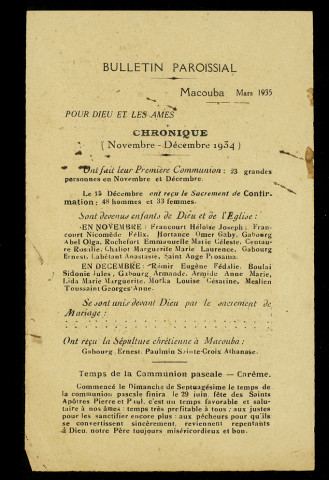 BULLETIN PAROISSIAL
Macouba Mars 1935
POUR DIEU ET LES AMES
CHRONIQUE
( Novembre - Décembre 1934 )
Ont fait leur Première Communion : 23 grandes
personnes en Novembre et Décembre.
Le 15 Décembre ont reçu le Sacrement de Confir-
mation : 48 hommes et 33 femmes.
Sont devenus enfants de Dieu et de l'Eglise :
EN NOVEMBRE : Francourt Héloïse Joseph ; Fran-
court Nicomède Félix, Hortance Omer Gaby, Gabourg
Abel Olga, Rochefort Emmanuelle Marie Céleste, Centau-
re Rosélie, Chaliot Marguerite Marie Laurence, Gabourg
Ernest, Labétant Anastasie, Saint Ange Prosama.
EN DECEMBRE : Rémir Eugène Fédolie, Boulai
Sidonie Jules, Gabourg Armande, Armède Anne Marie,
Lida Marie Marguerite, Motka Louise Césarine, Meslien
Toussaint Georges Anne.
Se sont unis devant Dieu par le sacrement de
Mariage :
Ont reçu la Sépulture chrétienne à Macouba :
Gabourg Ernest, Paulmin Sainte-Croix Athanase.
Temps de la Communion pascale — Carême.
Commencé le Dimanche de Septuagésime le temps de
la communion pascale finira le 29 juin, fête des Saints
Apôtres Pierre et Paul. c'est un temps favorable et salu-
taire à nos âmes : temps très profitable à tous ; aux justes
pour les sanctifier encore plus : aux pécheurs pour qu'ils
se convertissent sincèrement, reviennent repentants
à Dieu, notre Père toujours miséricordieux et bon.